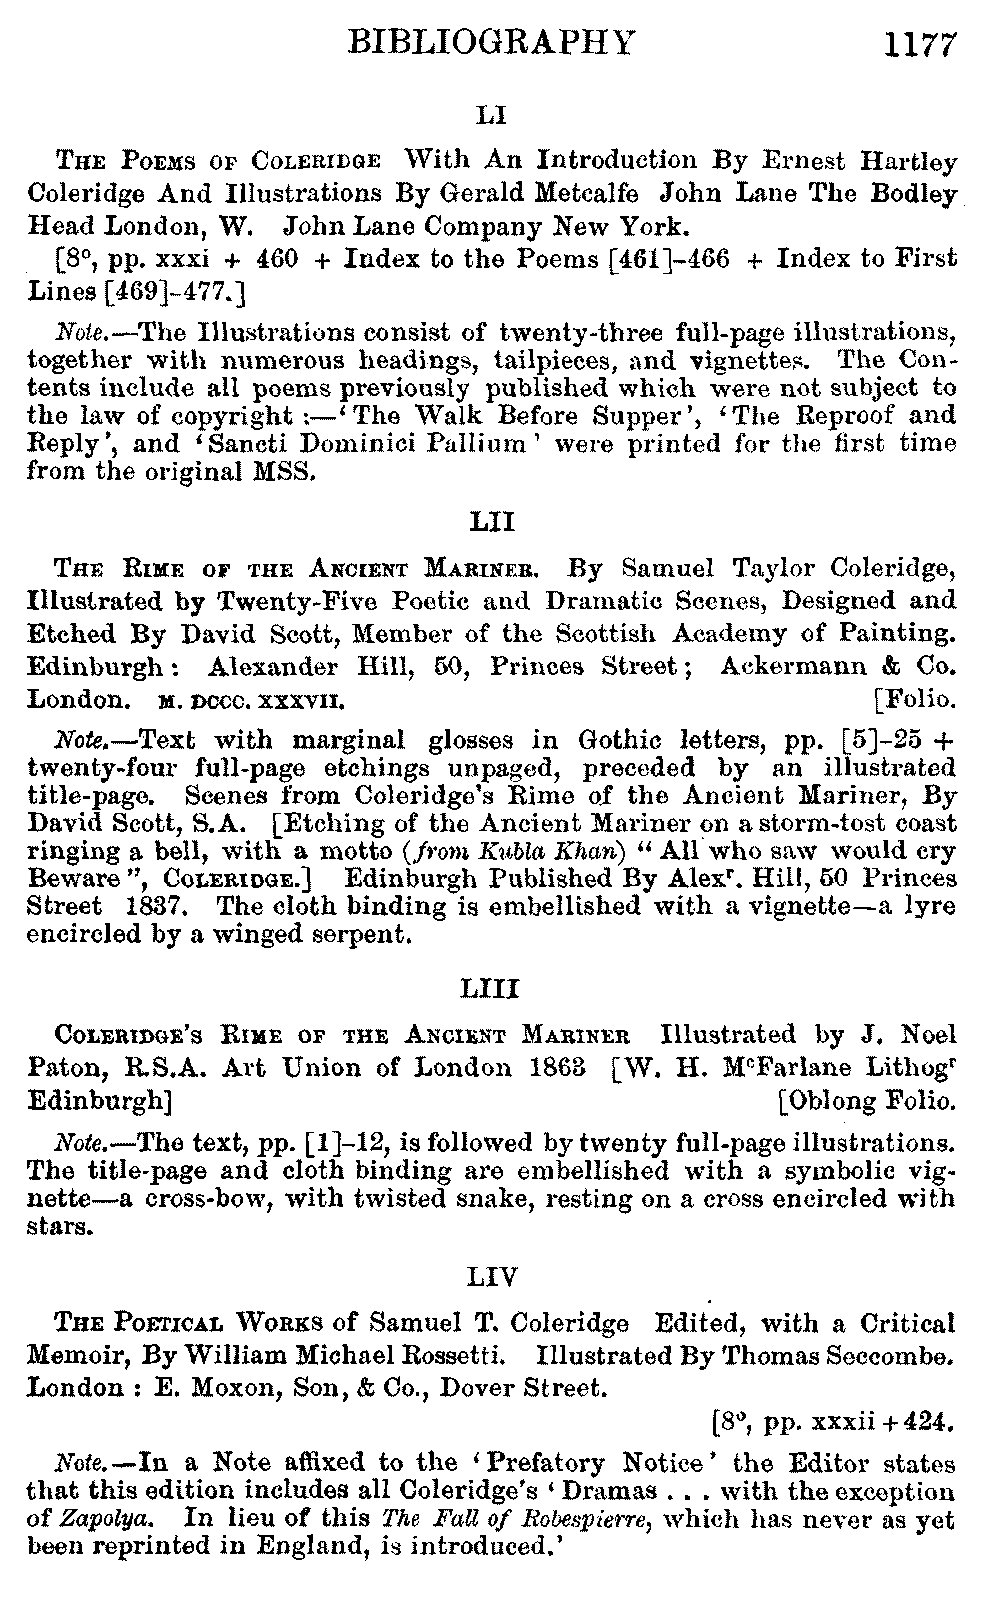 BIBLIOGRAPHY 1177
LI
THE POEMS OF COLERIDGE With An Introduction By Ernest Hartley
Coleridge And Illustrations By Gerald Metcalfe John Lane The Bodley
Head London, W. John Lane Company New York.
[8º, pp. xxxi + 460 + Index to the Poems [461]-466 + Index to First
Lines [469]-477.]
Note.—The Illustrations consist of twenty-three full-page illustrations,
together with numerous headings, tailpieces, and vignettes. The Con-
tents include all poems previously published which were not subject to
the law of copyright :—‘The Walk Before Supper’, ‘The Reproof and
Reply’, and ‘Sancti Dominici Pallium’ were printed for the first time
from the original MSS.
LII
THE RIME OF THE ANCIENT MARINER. By Samuel Taylor Coleridge,
Illustrated by Twenty-Five Poetic and Dramatic Scenes, Designed and
Etched By David Scott, Member of the Scottish Academy of Painting.
Edinburgh : Alexander Hill, 50, Princes Street ; Ackermann & Co.
London. M. DCCC. XXXVII. [Folio.
Note.—Text with marginal glosses in Gothic letters, pp. [5]-25 +
twenty-four full-page etchings unpaged, preceded by an illustrated
title-page. Scenes from Coleridge's Rime of the Ancient Mariner, By
David Scott, S.A. [Etching of the Ancient Mariner on a storm-tost coast
ringing a bell, with a motto (from Kubla Khan) “ All who saw would cry
Beware ”, COLERIDGE.] Edinburgh Published By Alexʳ. Hill, 50 Princes
Street 1837. The cloth binding is embellished with a vignette—a lyre
encircled by a winged serpent.
LIII
COLERIDGE'S RIME OF THE ANCIENT MARINER Illustrated by J. Noel
Paton, R.S.A. Art Union of London 1863 [W. H. MᶜFarlane Lithogʳ
Edinburgh] [Oblong Folio.
Note.—The text, pp. [1]-12, is followed by twenty full-page illustrations.
The title-page and cloth binding are embellished with a symbolic vig-
nette—a cross-bow, with twisted snake, resting on a cross encircled with
stars.
LIV
THE POETICAL WORKS of Samuel T. Coleridge Edited, with a Critical
Memoir, By William Michael Rossetti. Illustrated By Thomas Seccombe.
London : E. Moxon, Son, & Co., Dover Street.
[8º, pp. xxxii + 424.
Note.—In a Note affixed to the ‘Prefatory Notice’ the Editor states
that this edition includes all Coleridge's ‘Dramas . . . with the exception
of Zapolya. In lieu of this The Fall of Robespierre, which has never as yet
been reprinted in England, is introduced.’